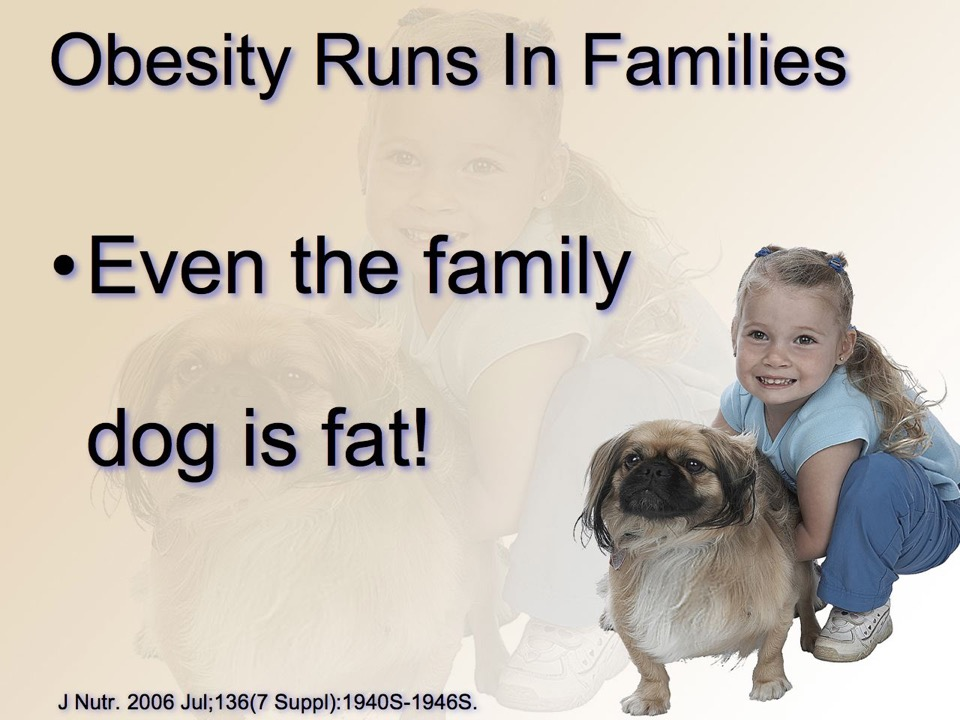 Obesity Runs In Families
•Even the family
dog is fat!
J Nutr. 2006 Jul;136(7 Suppl):1940S-1946S.